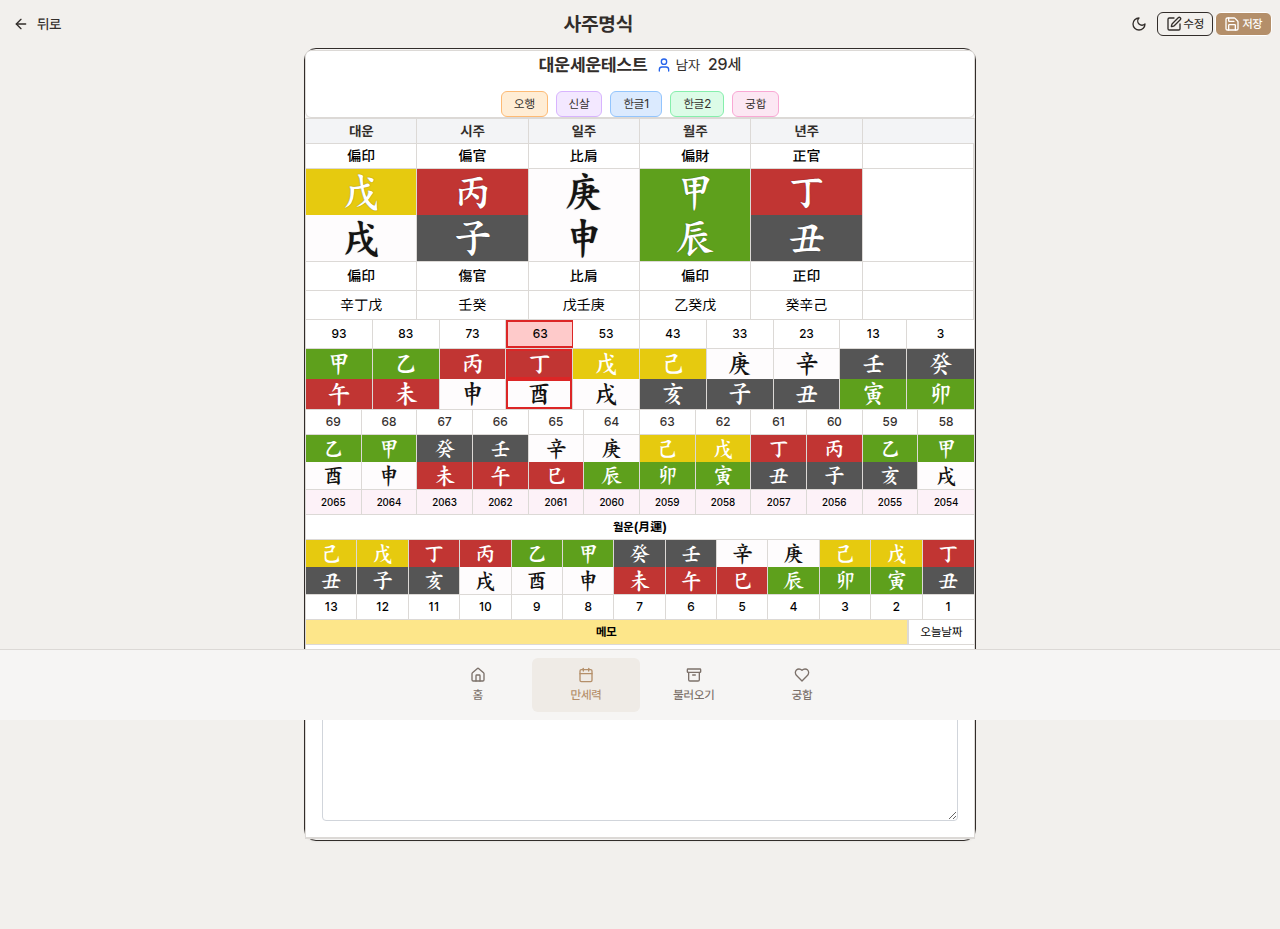 뒤로
사주명식
수정
저장
대운세운테스트 남자 29세
오행 신살 한글1 한글2 궁합
대운 시주 일주 월주 년주
偏印 偏官 比肩 偏財 正官
戊 丙 庚 甲 丁
戌 子 申 辰 丑
偏印 傷官 比肩 偏印 正印
辛丁戊 壬癸 戊壬庚 乙癸戊 癸辛己
93 83 73 63 53 43 33 23 13 3
甲 乙 丙 丁 戊 己 庚 辛 壬 癸
午 未 申 酉 戌 亥 子 丑 寅 卯
69 68 67 66 65 64 63 62 61 60 59 58
乙 甲 癸 壬 辛 庚 己 戊 丁 丙 乙 甲
酉 申 未 午 巳 辰 卯 寅 丑 子 亥 戌
2065 2064 2063 2062 2061 2060 2059 2058 2057 2056 2055 2054
월운(月運)
己 戊 丁 丙 乙 甲 癸 壬 辛 庚 己 戊 丁
丑 子 亥 戌 酉 申 未 午 巳 辰 卯 寅 丑
13 12 11 10 9 8 7 6 5 4 3 2 1
메모 오늘날짜
홈 만세력 불러오기 궁합